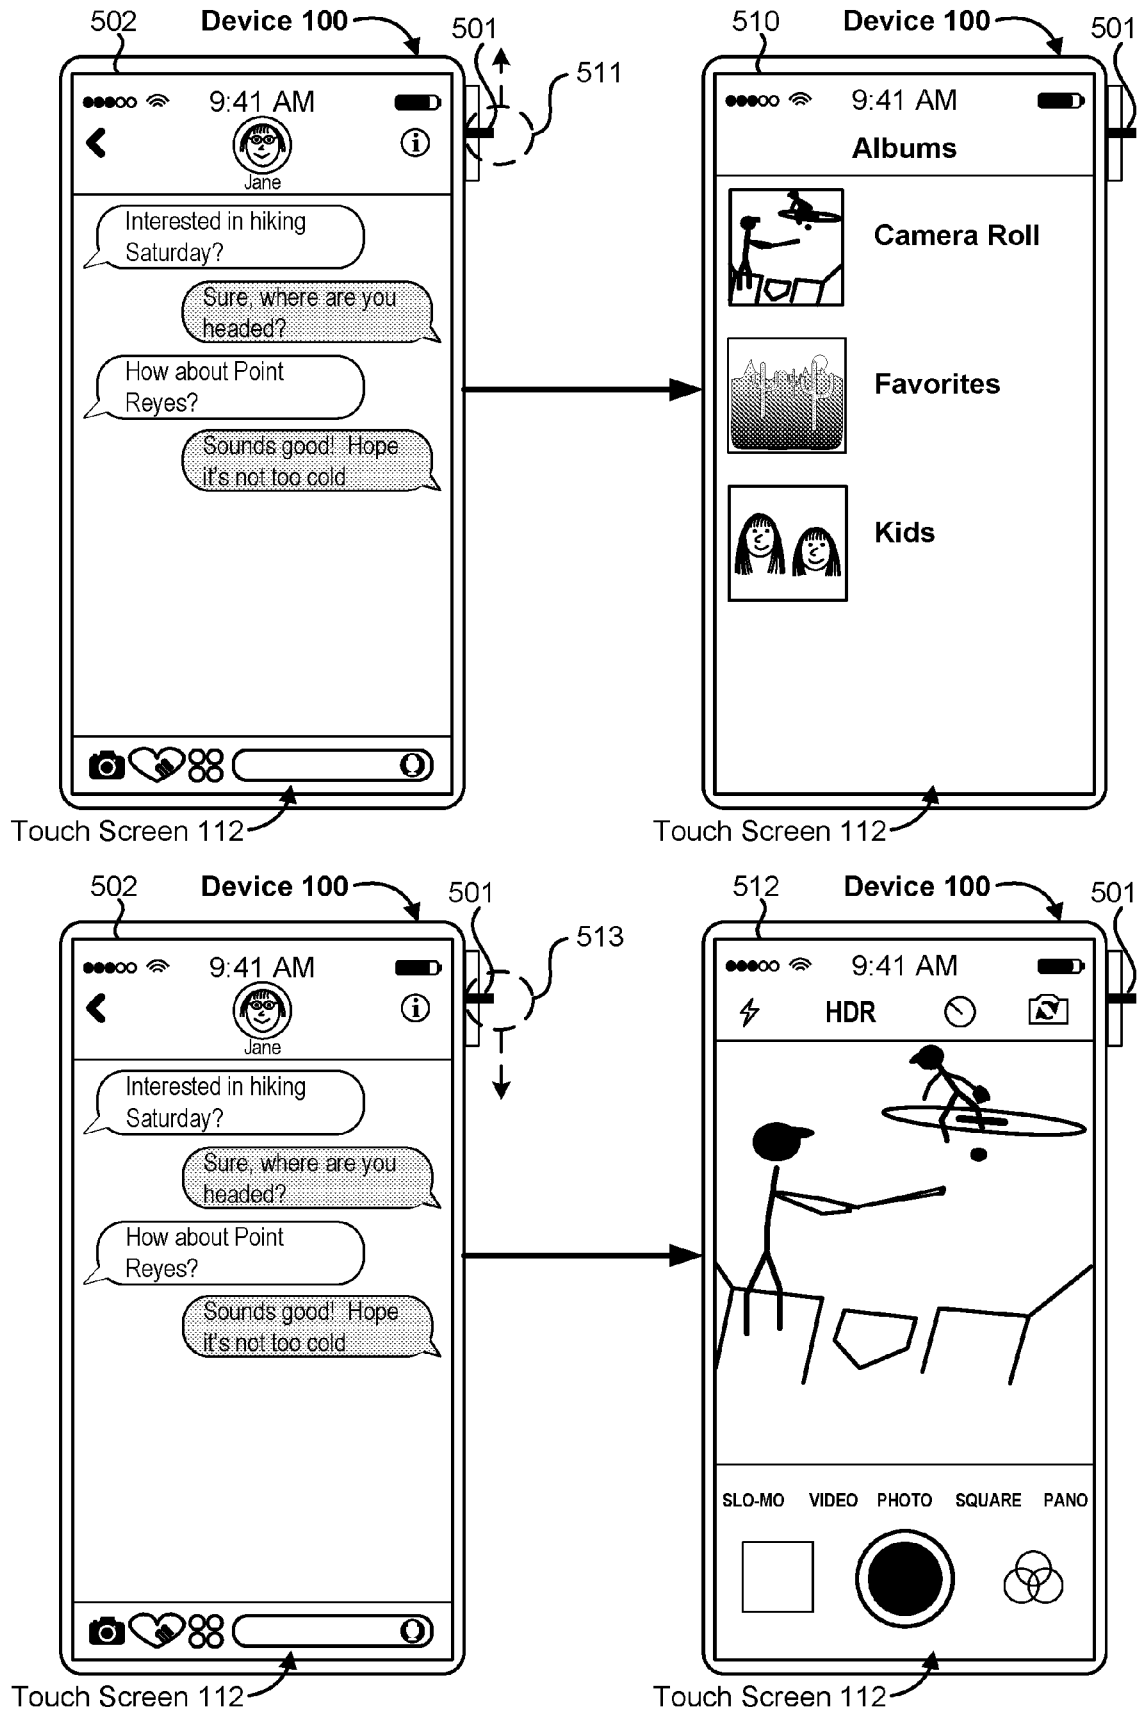 502
Device 100
501
511
9:41 AM
Jane
Interested in hiking
Saturday?
Sure, where are you
headed?
How about Point
Reyes?
Sounds good!  Hope
it's not too cold
Touch Screen 112
510
Device 100
501
9:41 AM
Albums
Camera Roll
Favorites
Kids
Touch Screen 112
502
Device 100
501
513
9:41 AM
Jane
Interested in hiking
Saturday?
Sure, where are you
headed?
How about Point
Reyes?
Sounds good!  Hope
it's not too cold
Touch Screen 112
512
Device 100
501
9:41 AM
HDR
SLO-MO VIDEO PHOTO SQUARE PANO
Touch Screen 112